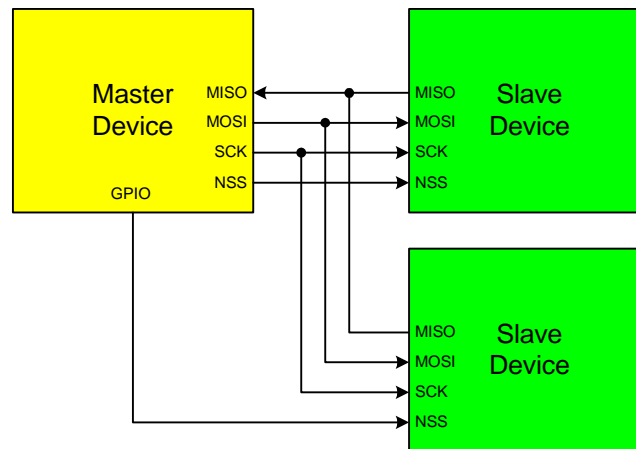 Master
Device
MISO
MOSI
SCK
NSS
GPIO
MISO
MOSI
SCK
NSS
Slave
Device
MISO
MOSI
SCK
NSS
Slave
Device